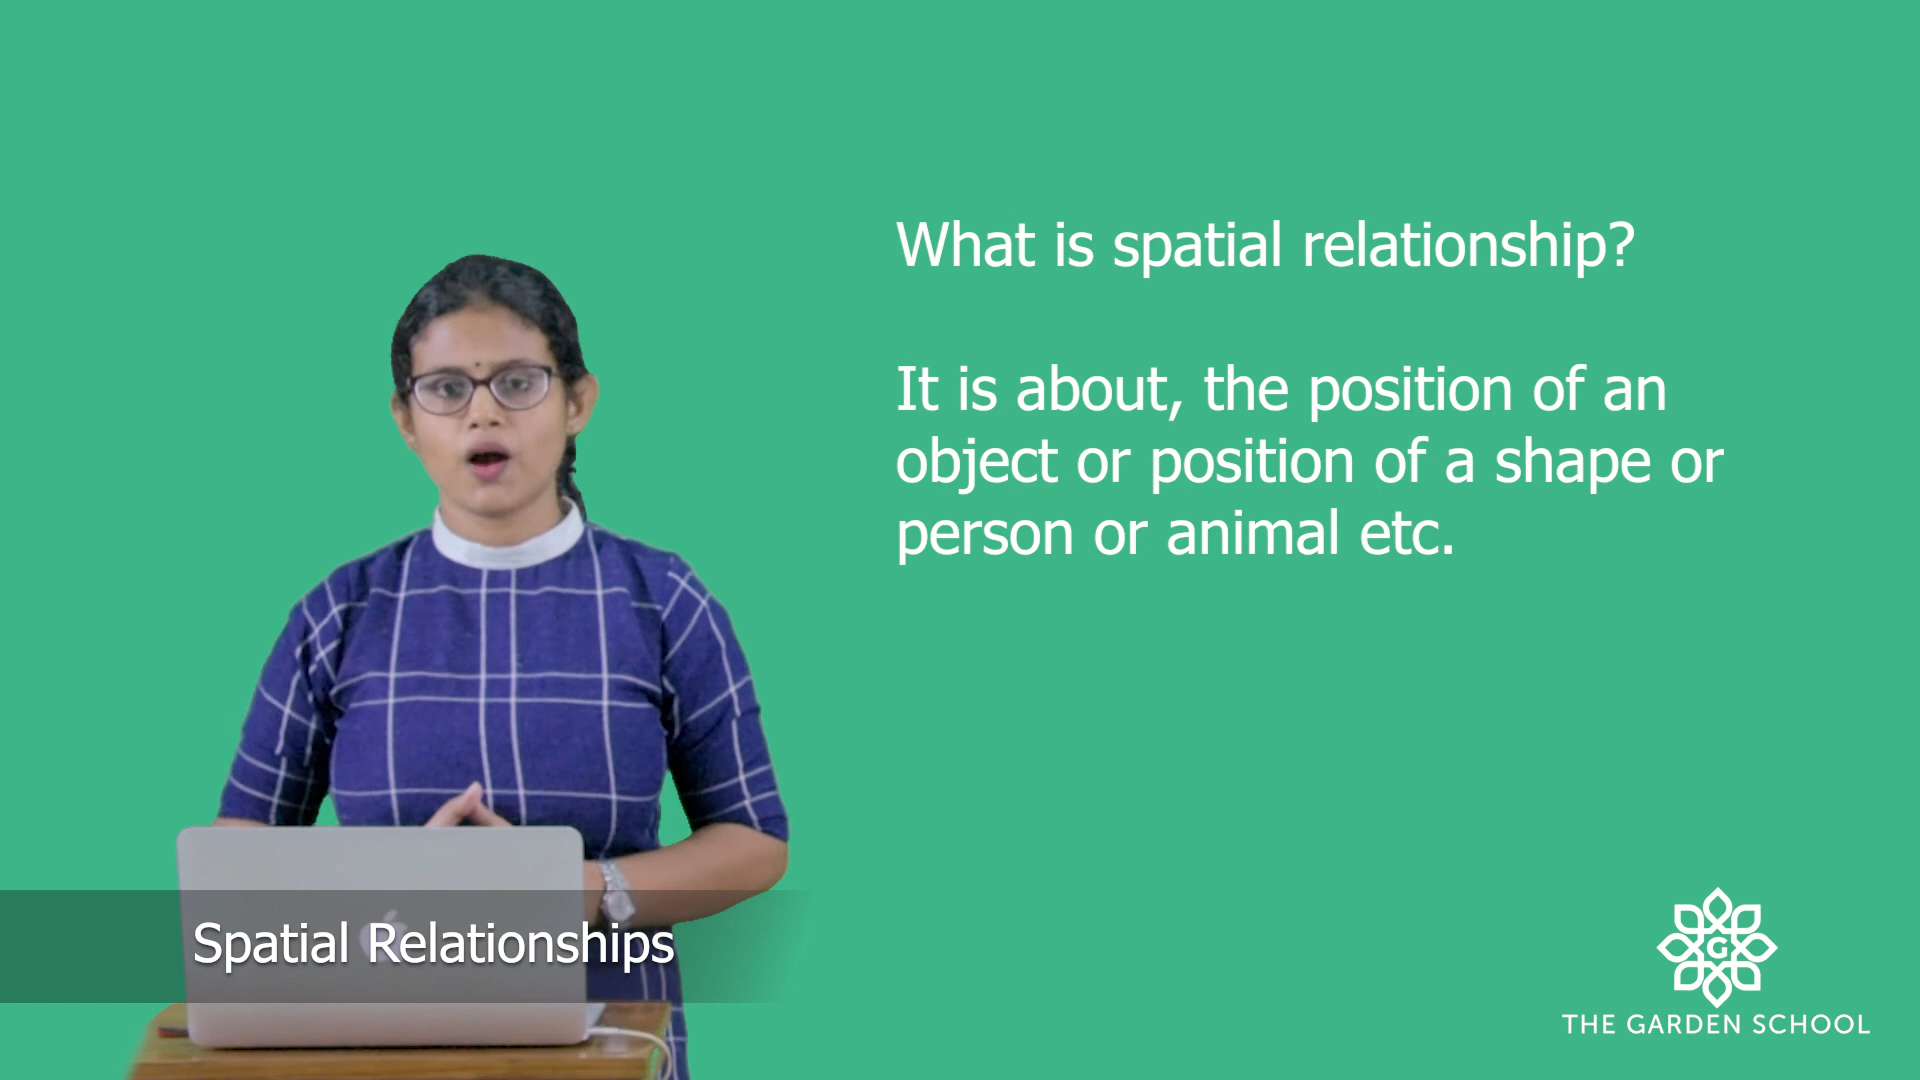 What is spatial relationship?
It is about, the position of an
object or position of a shape or
person or animal etc.
Spatial Relationships
G
THE GARDEN SCHOOL